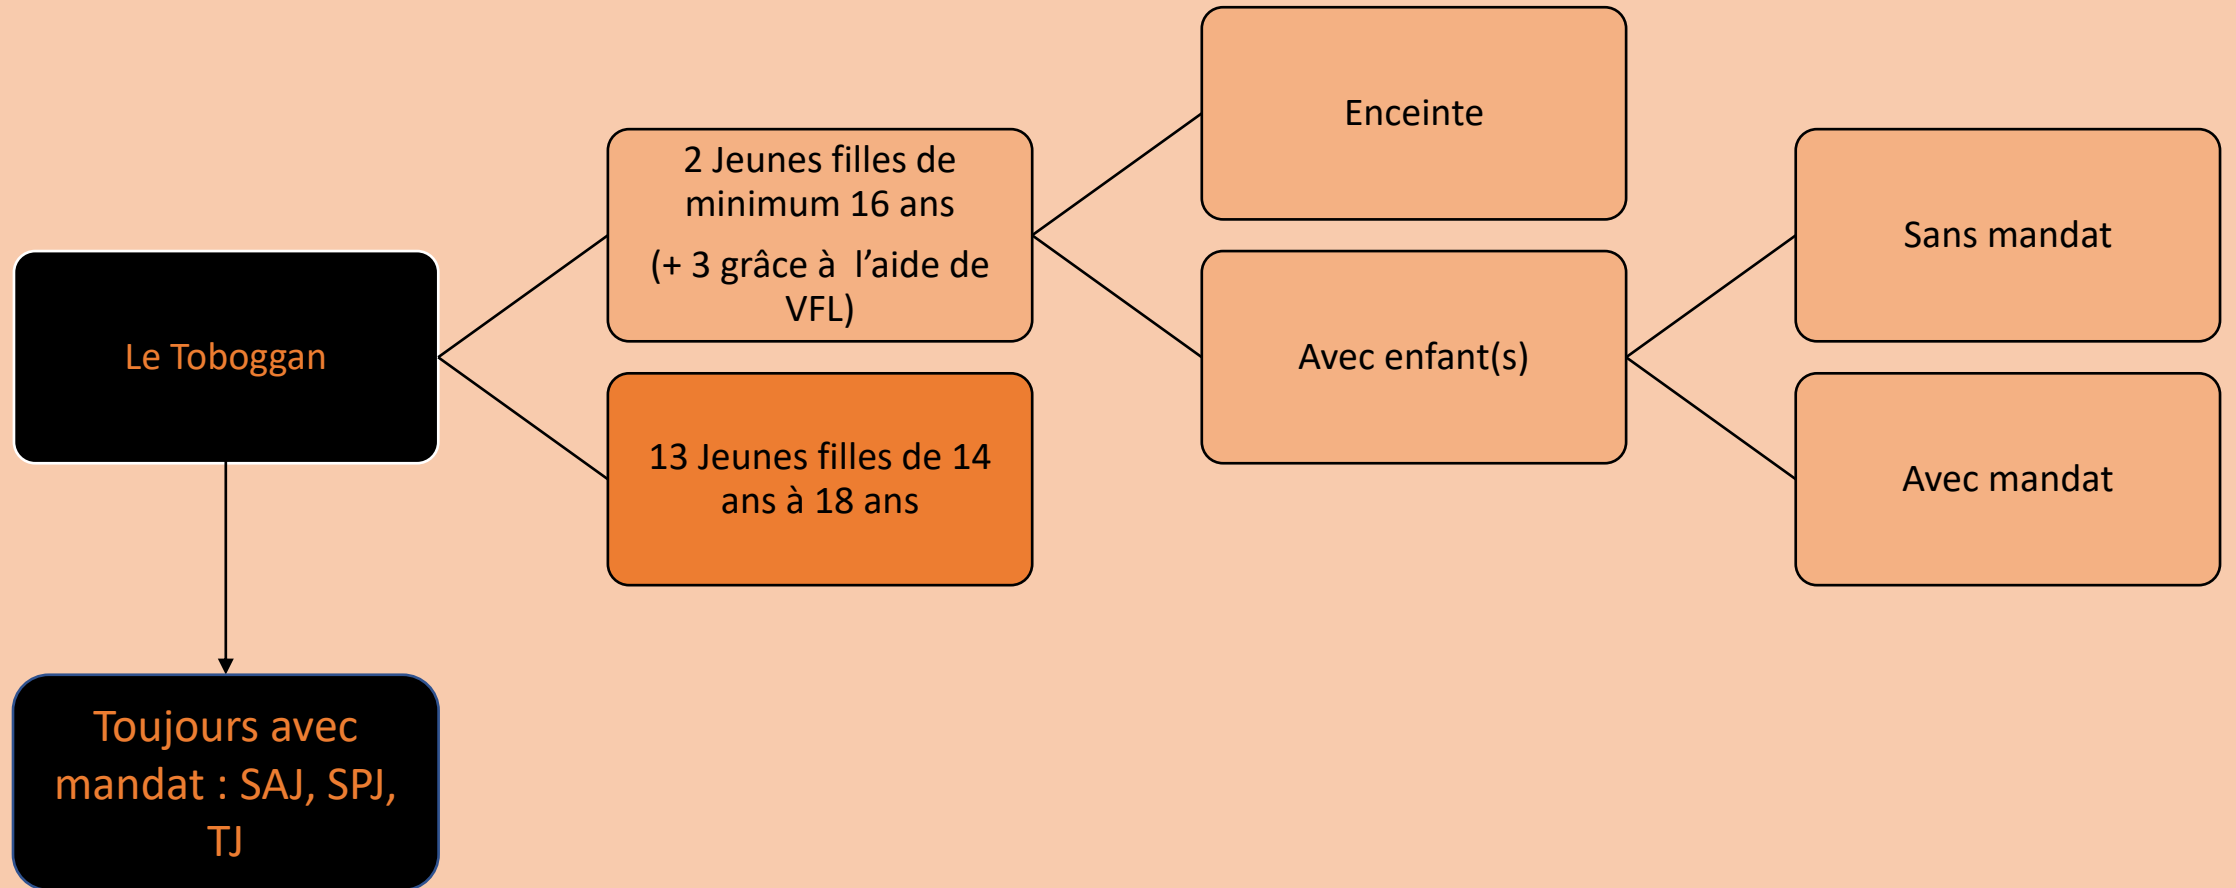 Le Toboggan
2 Jeunes filles de
minimum 16 ans
(+ 3 grâce à  l’aide de
VFL)
13 Jeunes filles de 14
ans à 18 ans
Enceinte
Avec enfant(s)
Sans mandat
Avec mandat
Toujours avec
mandat : SAJ, SPJ,
TJ